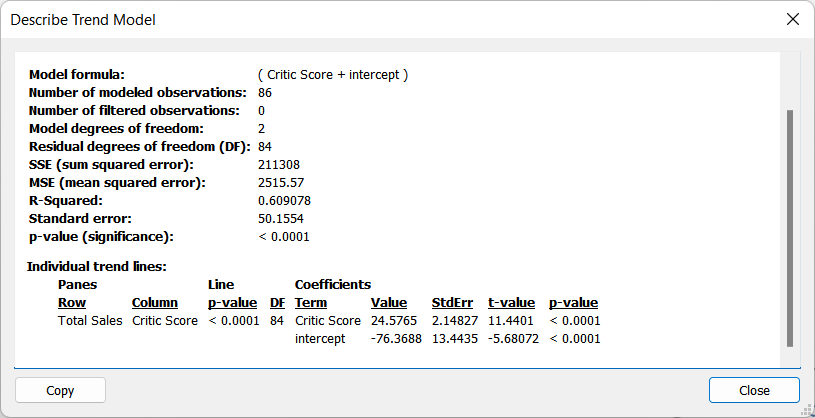 Describe Trend Model
Model formula: ( Critic Score + intercept )
Number of modeled observations: 86
Number of filtered observations: 0
Model degrees of freedom: 2
Residual degrees of freedom (DF): 84
SSE (sum squared error): 211308
MSE (mean squared error): 2515.57
R-Squared: 0.609078
Standard error: 50.1554
p-value (significance): < 0.0001
Individual trend lines:
Panes Line Coefficients
Row Column p-value DF Term Value StdErr t-value p-value
Total Sales Critic Score < 0.0001 84 Critic Score 24.5765 2.14827 11.4401 < 0.0001
intercept -76.3688 13.4435 -5.68072 < 0.0001
Copy Close